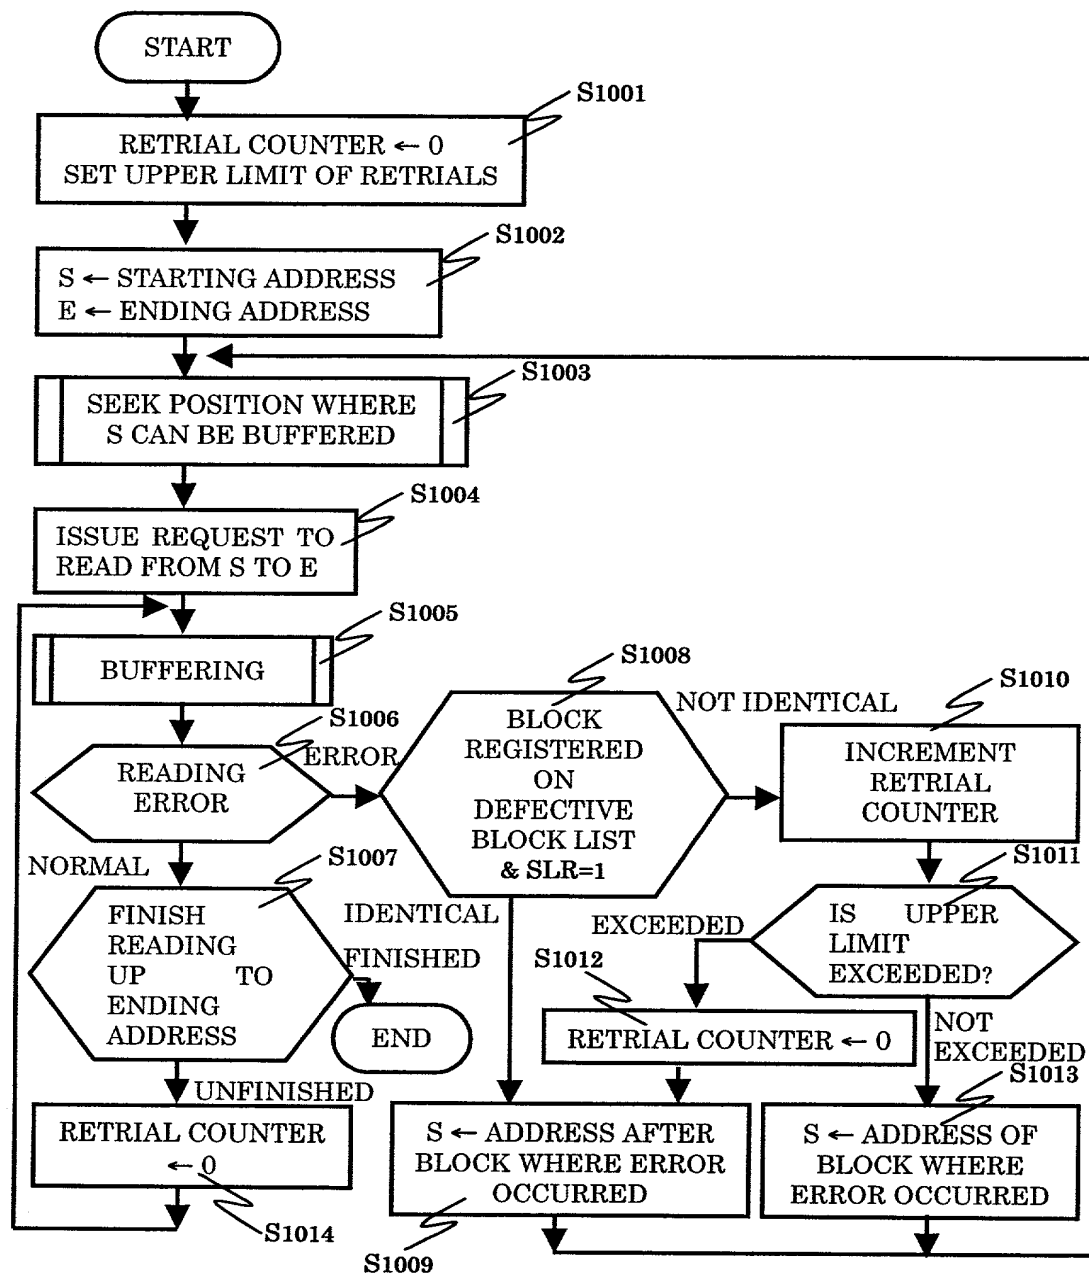 START
S1001
RETRIAL COUNTER ← 0
SET UPPER LIMIT OF RETRIALS
S1002
S ← STARTING ADDRESS
E ← ENDING ADDRESS
S1003
SEEK POSITION WHERE
S CAN BE BUFFERED
S1004
ISSUE REQUEST TO
READ FROM S TO E
S1005
BUFFERING
S1006
READING
ERROR
ERROR
S1008
BLOCK
REGISTERED
ON
DEFECTIVE
BLOCK LIST
& SLR=1
NOT IDENTICAL
S1010
INCREMENT
RETRIAL
COUNTER
NORMAL
S1007
FINISH
READING
UP TO
ENDING
ADDRESS
IDENTICAL
FINISHED
END
S1011
IS UPPER
LIMIT
EXCEEDED?
EXCEEDED
S1012
RETRIAL COUNTER ← 0
NOT
EXCEEDED
S1013
UNFINISHED
RETRIAL COUNTER
← 0
S1014
S ← ADDRESS AFTER
BLOCK WHERE ERROR
OCCURRED
S1009
S ← ADDRESS OF
BLOCK WHERE
ERROR OCCURRED